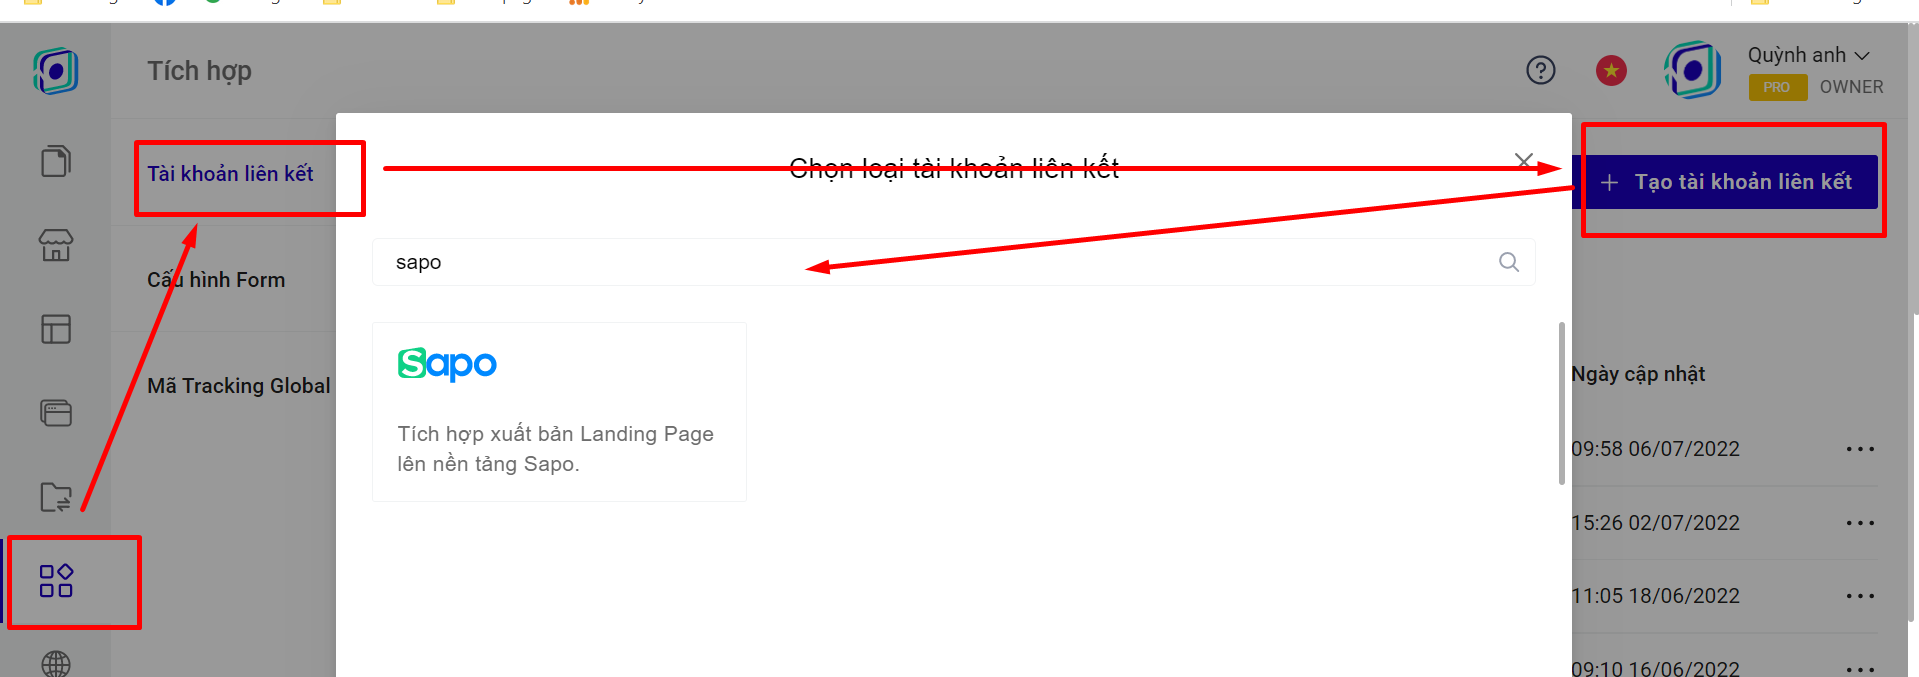 Tích hợp
Quỳnh anh
PRO OWNER
Tài khoản liên kết
Chọn loại tài khoản liên kết
+ Tạo tài khoản liên kết
sapo
Cấu hình Form
Sapo
Mã Tracking Global
Ngày cập nhật
Tích hợp xuất bản Landing Page
lên nền tảng Sapo.
09:58 06/07/2022
15:26 02/07/2022
11:05 18/06/2022
09:10 16/06/2022